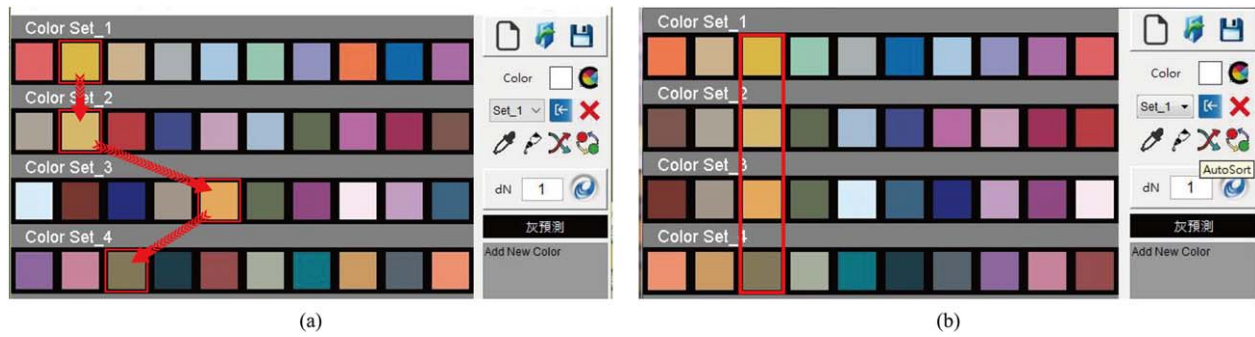 Color Set_1
Color Set_2
Color Set_3
Color Set_4
Color
Set_1
dN 1
灰預測
Add New Color
(a)
Color Set_1
Color Set_2
Color Set_3
Color Set_4
Color
Set_1
AutoSort
dN 1
灰預測
Add New Color
(b)